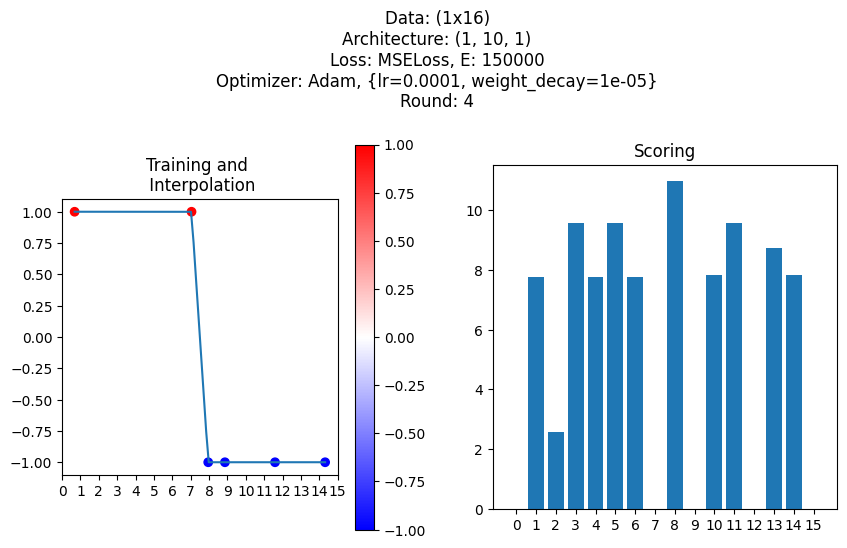 Data: (1x16)
Architecture: (1, 10, 1)
Loss: MSELoss, E: 150000
Optimizer: Adam, {lr=0.0001, weight_decay=1e-05}
Round: 4
Training and
Interpolation
1.00
0.75
0.50
0.25
0.00
−0.25
−0.50
−0.75
−1.00
0 1 2 3 4 5 6 7 8 9 10 11 12 13 14 15
1.00
0.75
0.50
0.25
0.00
−0.25
−0.50
−0.75
−1.00
Scoring
10
8
6
4
2
0
0 1 2 3 4 5 6 7 8 9 10 11 12 13 14 15